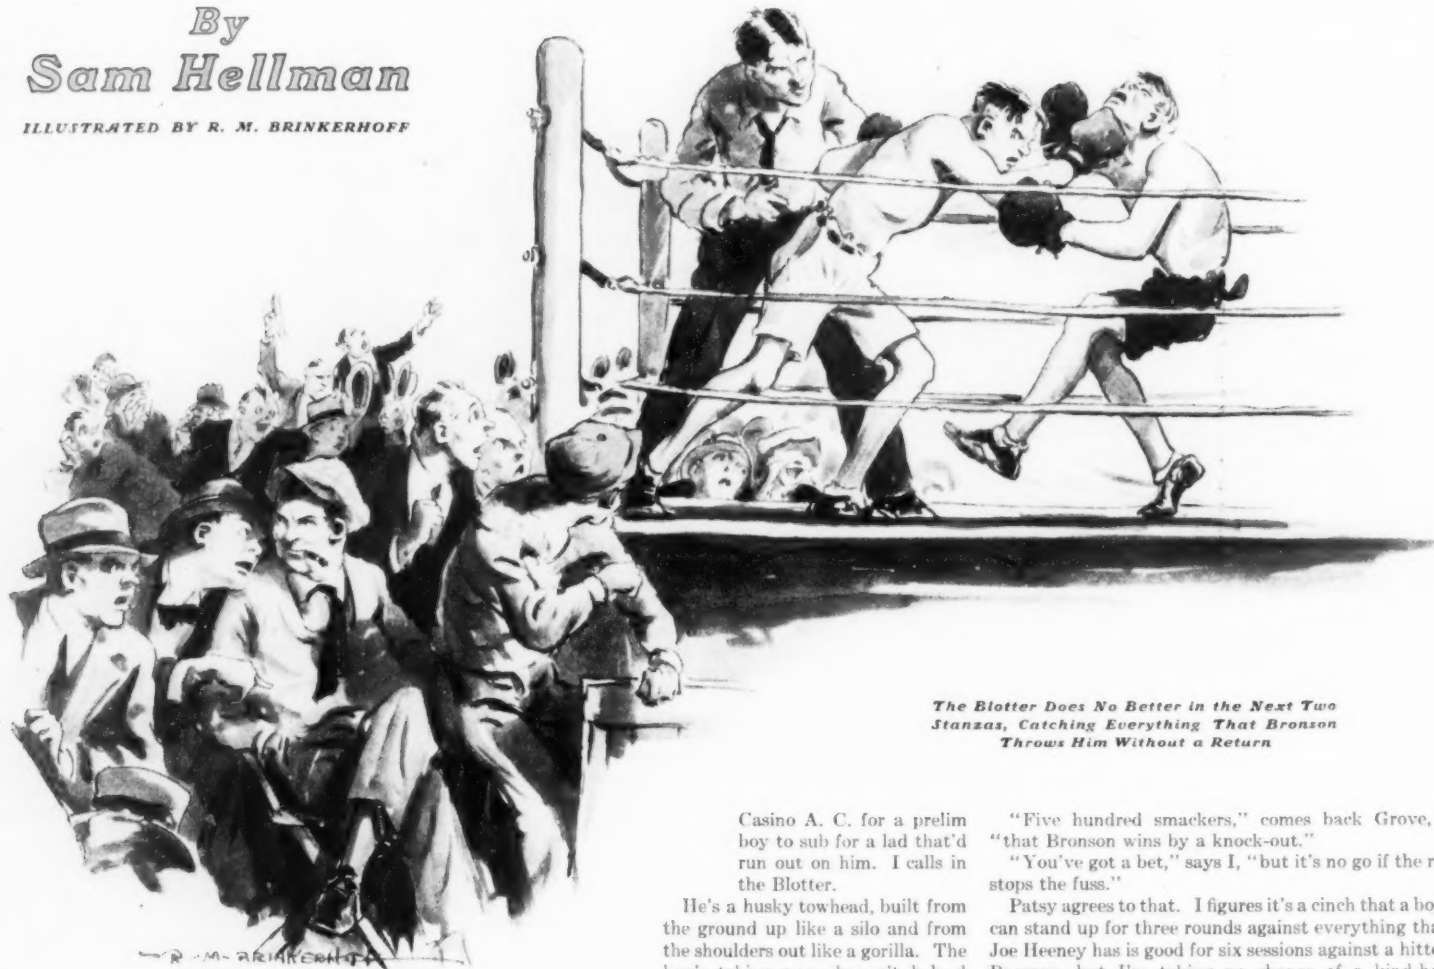 By
Sam Hellman
ILLUSTRATED BY R. M. BRINKERHOFF
The Blotter Does No Better in the Next Two
Stanzas, Catching Everything That Bronson
Throws Him Without a Return
R. M. BRINKERHOFF
Casino A. C. for a prelim
boy to sub for a lad that'd
run out on him. I calls in
the Blotter.
He's a husky towhead, built from
the ground up like a silo and from
the shoulders out like a gorilla. The
"Five hundred smackers," comes back Grove,
"that Bronson wins by a knock-out."
"You've got a bet," says I, "but it's no go if the
stops the fuss."
Patsy agrees to that. I figures it's a cinch that a
can stand up for three rounds against everything
Joe Heeney has is good for six sessions against a